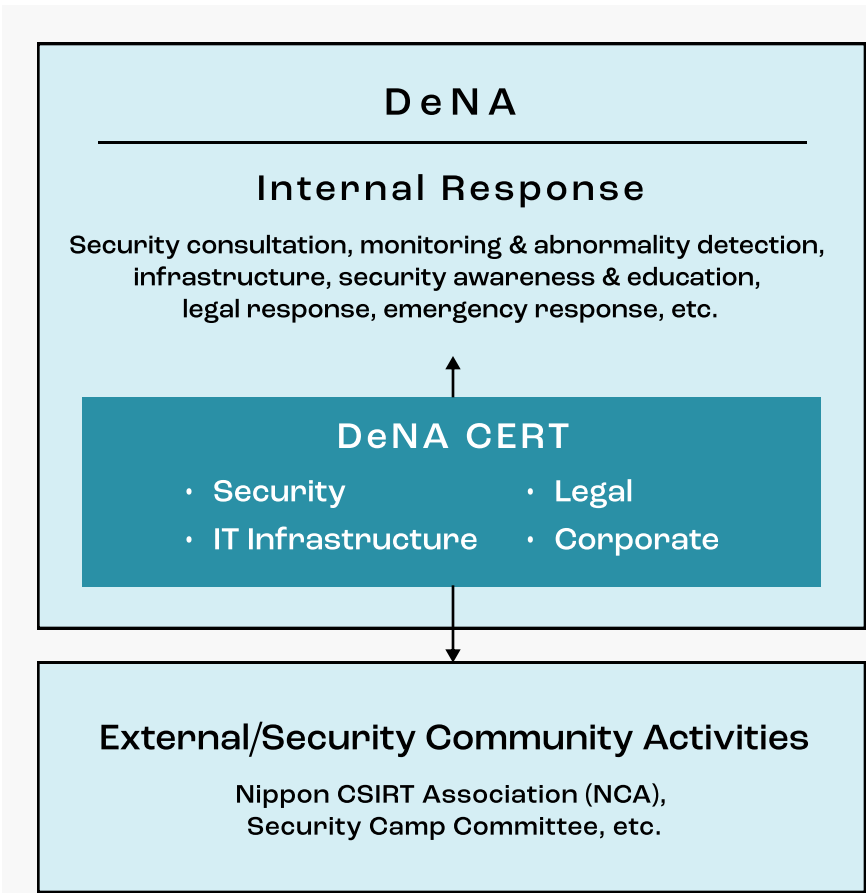 DeNA
Internal Response
Security consultation, monitoring & abnormality detection,
infrastructure, security awareness & education,
legal response, emergency response, etc.
DeNA CERT
・ Security
・ IT Infrastructure
・ Legal
・ Corporate
External/Security Community Activities
Nippon CSIRT Association (NCA),
Security Camp Committee, etc.